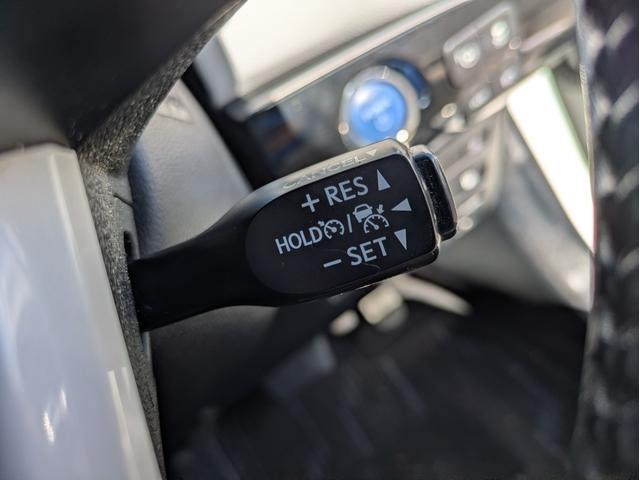 CANCEL
+ RES
HOLD /
− SET